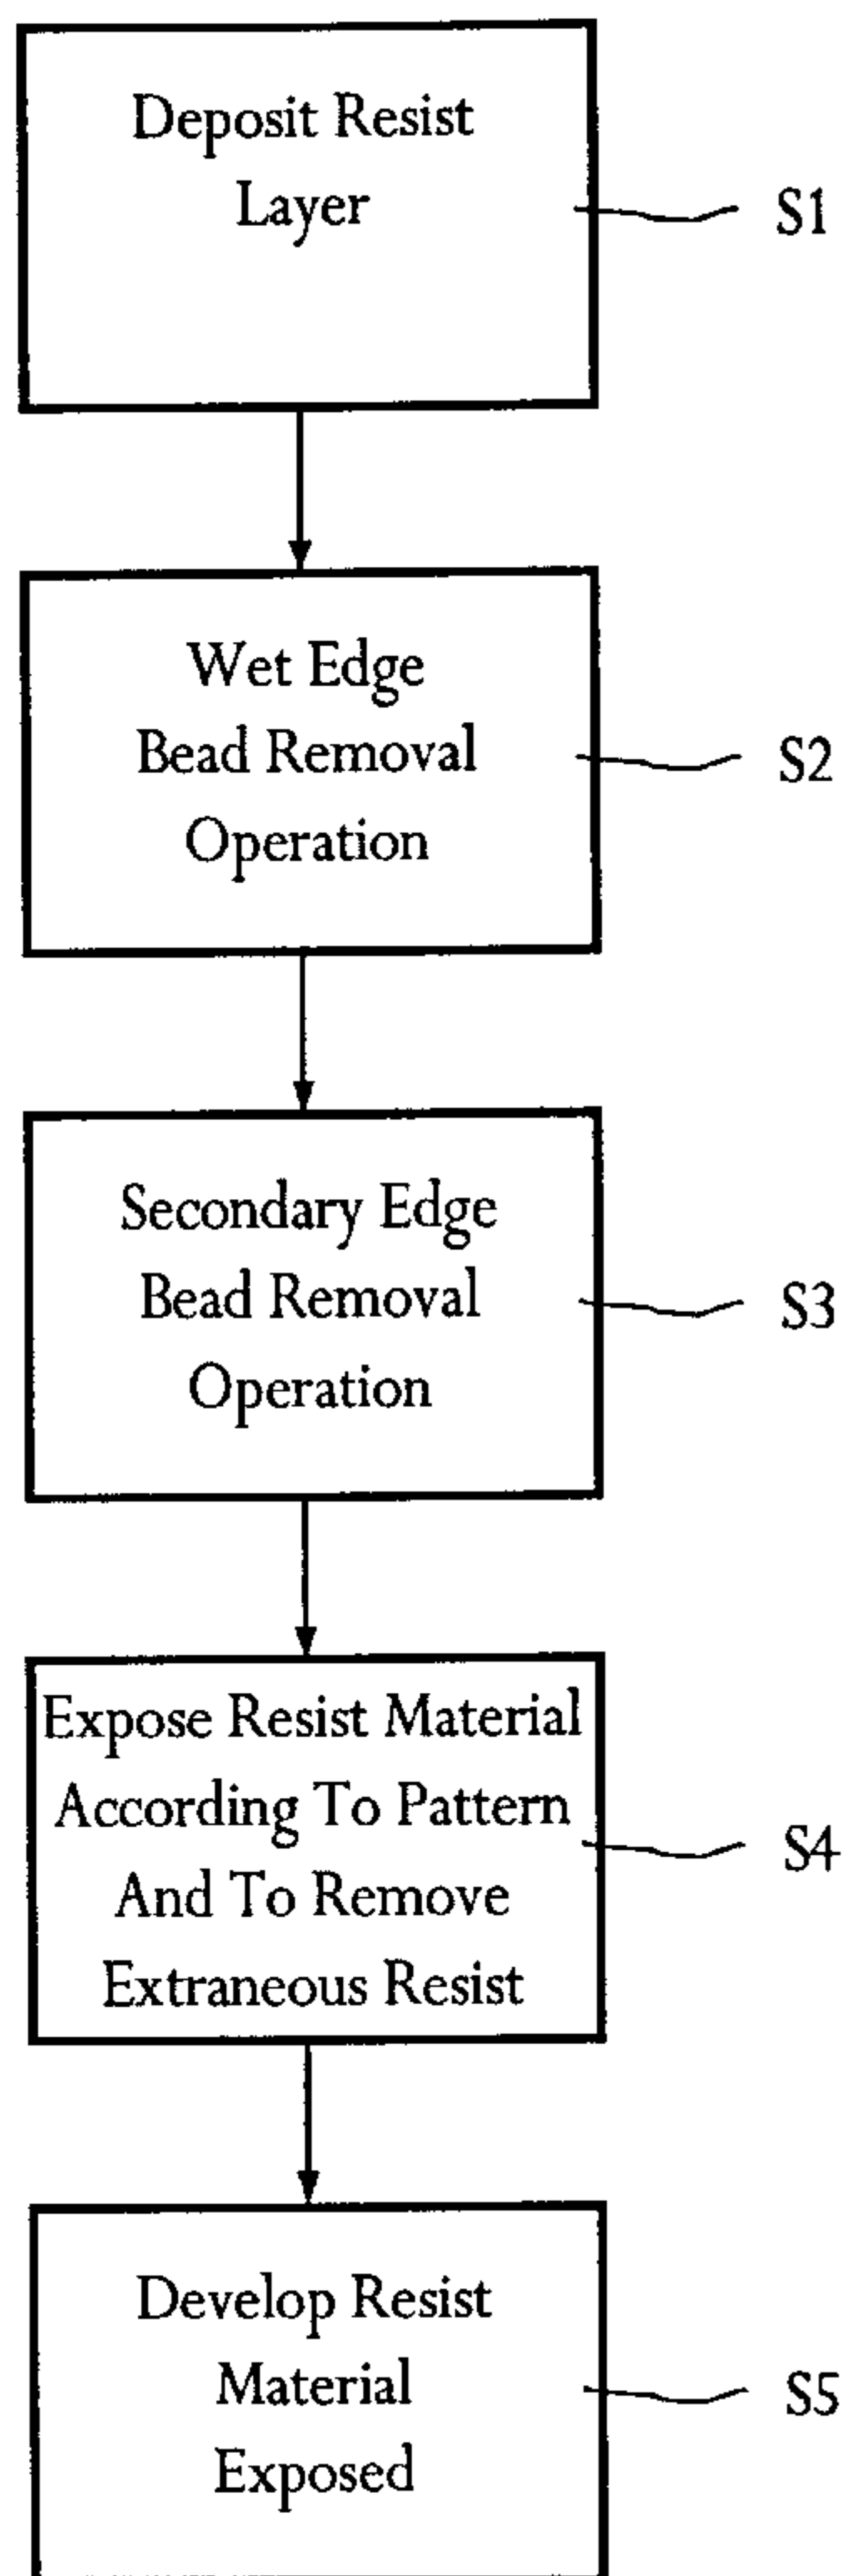 Deposit Resist
Layer
S1
Wet Edge
Bead Removal
Operation
S2
Secondary Edge
Bead Removal
Operation
S3
Expose Resist Material
According To Pattern
And To Remove
Extraneous Resist
S4
Develop Resist
Material
Exposed
S5